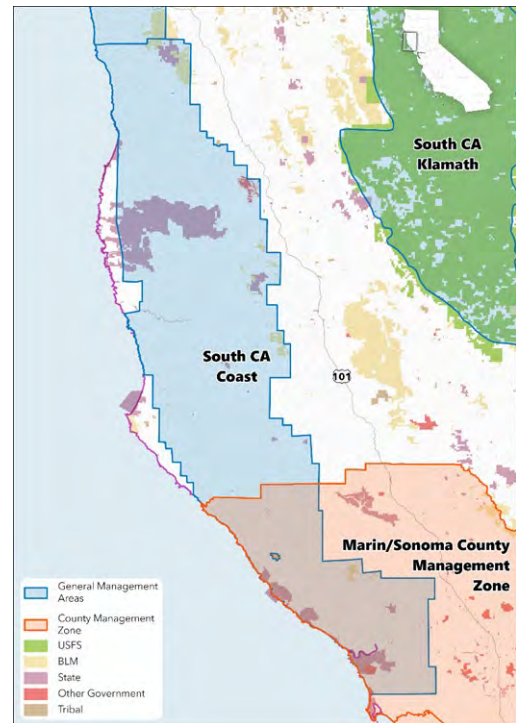 South CA
Klamath
South CA
Coast
101
Marin/Sonoma County
Management
Zone
General Management
Areas
County Management
Zone
USFS
BLM
State
Other Government
Tribal